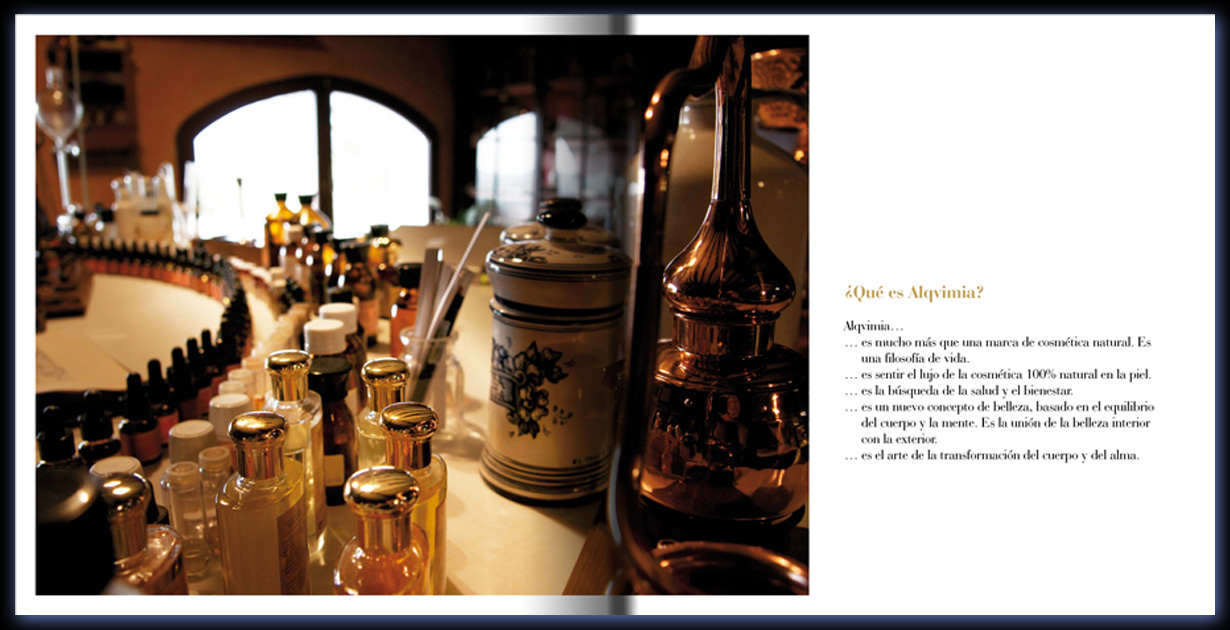 ¿Qué es Alqvimia?
Alqvimia…
… es mucho más que una marca de cosmética natural. Es
una filosofía de vida.
… es sentir el lujo de la cosmética 100% natural en la piel.
… es la búsqueda de la salud y el bienestar.
… es un nuevo concepto de belleza, basado en el equilibrio
del cuerpo y la mente. Es la unión de la belleza interior
con la exterior.
… es el arte de la transformación del cuerpo y del alma.